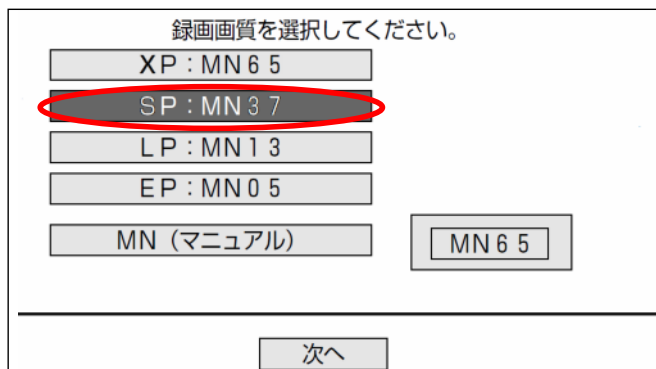 録画画質を選択してください。
XP：MN65
SP：MN37
LP：MN13
EP：MN05
MN（マニュアル）
MN65
次へ